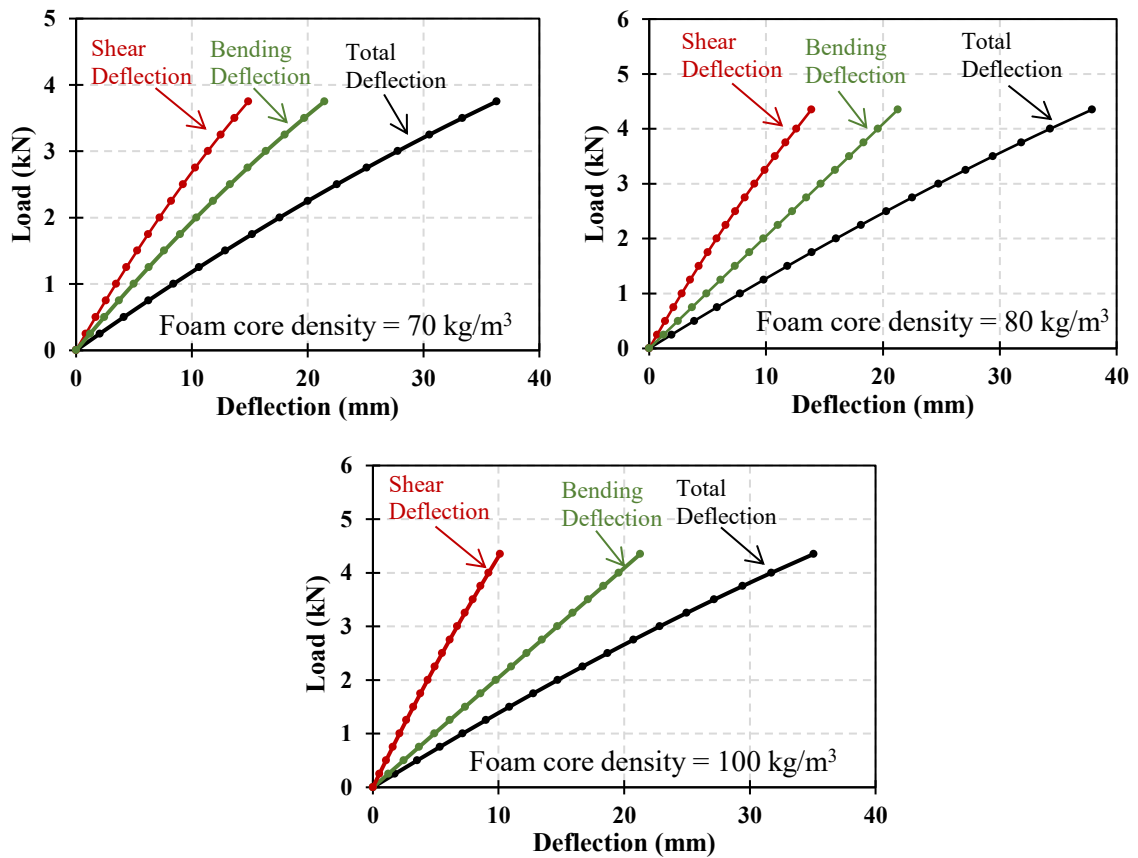 5
4
3
2
1
0
Load (kN)
Shear
Deflection
Bending
Deflection
Total
Deflection
Foam core density = 70 kg/m³
0 10 20 30 40
Deflection (mm)
6
5
4
3
2
1
0
Load (kN)
Shear
Deflection
Bending
Deflection
Total
Deflection
Foam core density = 80 kg/m³
0 10 20 30 40
Deflection (mm)
6
5
4
3
2
1
0
Load (kN)
Shear
Deflection
Bending
Deflection
Total
Deflection
Foam core density = 100 kg/m³
0 10 20 30 40
Deflection (mm)